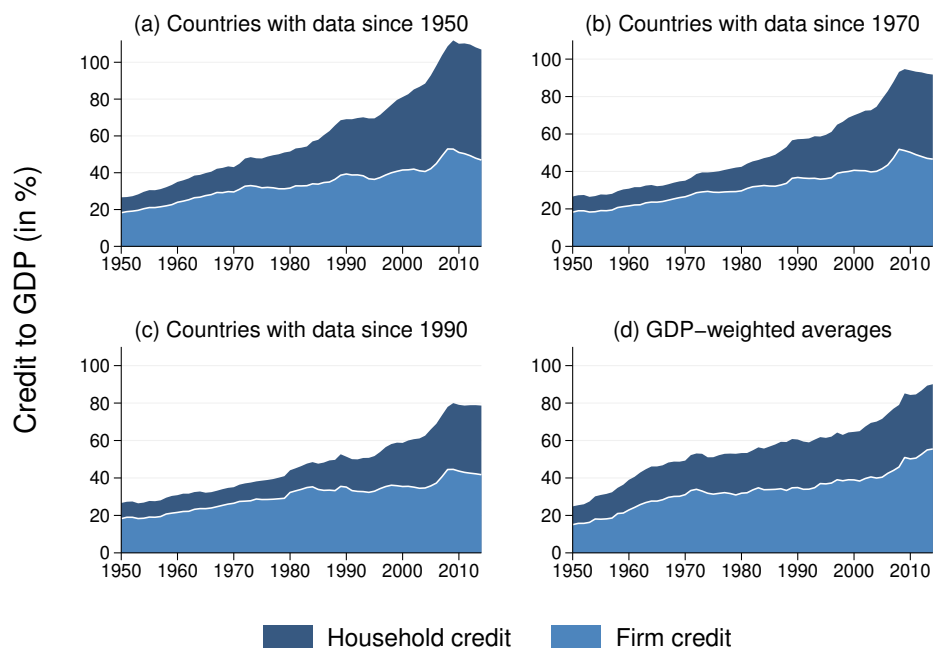 Credit to GDP (in %)
(a) Countries with data since 1950
100
80
60
40
20
0
1950 1960 1970 1980 1990 2000 2010
(b) Countries with data since 1970
100
80
60
40
20
0
1950 1960 1970 1980 1990 2000 2010
(c) Countries with data since 1990
100
80
60
40
20
0
1950 1960 1970 1980 1990 2000 2010
(d) GDP−weighted averages
100
80
60
40
20
0
1950 1960 1970 1980 1990 2000 2010
Household credit Firm credit